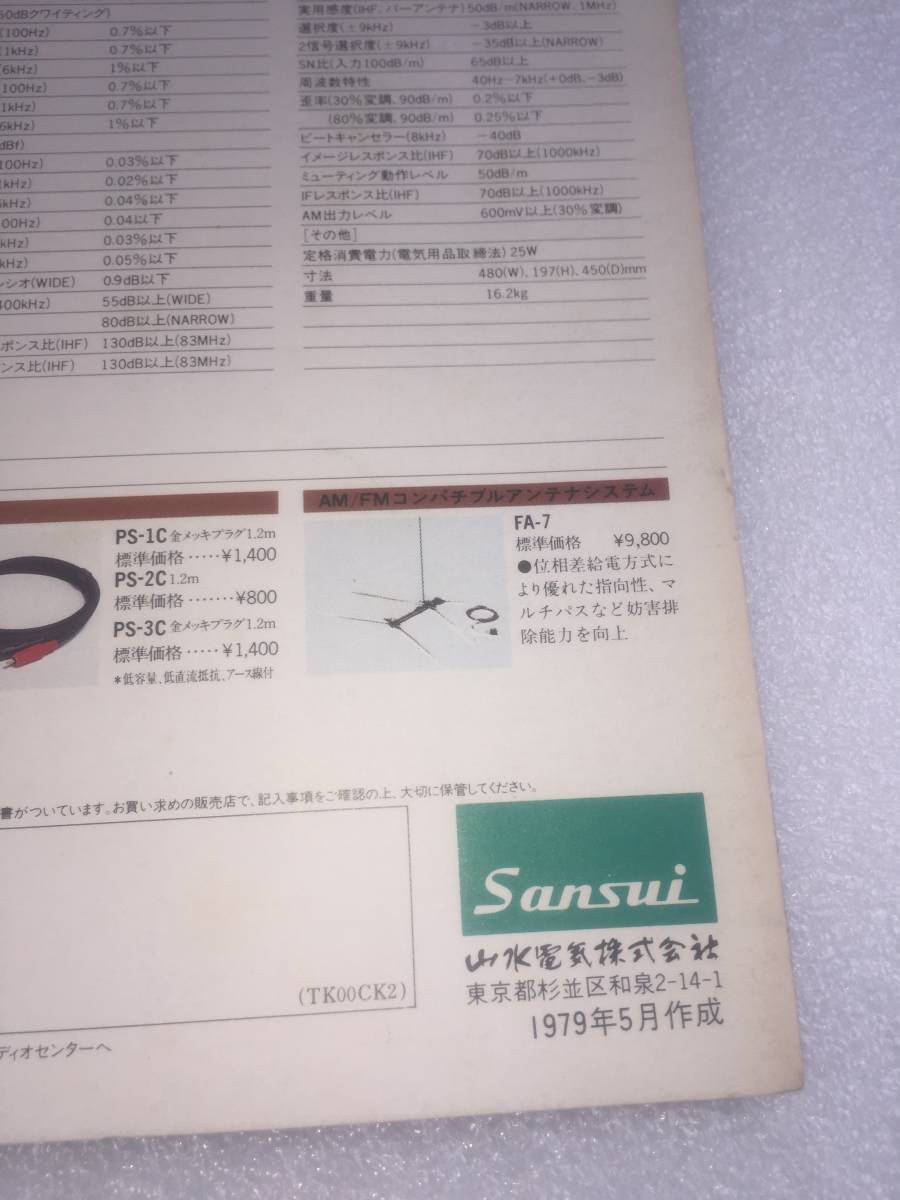 50dBクワイティング)
(100Hz) 0.7%以下
(1kHz) 0.7%以下
(6kHz) 1%以下
(100Hz) 0.7%以下
1kHz) 0.7%以下
6kHz) 1%以下
dBf)
100Hz) 0.03%以下
kHz) 0.02%以下
kHz) 0.04%以下
00Hz) 0.04以下
kHz) 0.03%以下
kHz) 0.05%以下
シオ(WIDE) 0.9dB以下
400kHz) 55dB以上(WIDE)
80dB以上(NARROW)
ポンス比(IHF) 130dB以上(83MHz)
ンス比(IHF) 130dB以上(83MHz)
実用感度(IHF、バーアンテナ) 50dB/m(NARROW、1MHz)
選択度(±9kHz) −3dB以上
2信号選択度(±9kHz) −35dB以上(NARROW)
SN比(入力100dB/m) 65dB以上
周波数特性 40Hz−7kHz(+0dB、−3dB)
歪率(30%変調、90dB/m) 0.2%以下
(80%変調、90dB/m) 0.25%以下
ビートキャンセラー(8kHz) −40dB
イメージレスポンス比(IHF) 70dB以上(1000kHz)
ミューティング動作レベル 50dB/m
IFレスポンス比(IHF) 70dB以上(1000kHz)
AM出力レベル 600mV以上(30%変調)
[その他]
定格消費電力(電気用品取締法) 25W
寸法 480(W)、197(H)、450(D)mm
重量 16.2kg
PS-1C 金メッキプラグ1.2m
標準価格 ‥‥‥¥1,400
PS-2C 1.2m
標準価格 ‥‥‥‥¥800
PS-3C 金メッキプラグ1.2m
標準価格 ‥‥‥¥1,400
*低容量、低直流抵抗、アース線付
AM/FMコンパチブルアンテナシステム
FA-7
標準価格 ¥9,800
●位相差給電方式に
より優れた指向性、マ
ルチパスなど妨害排
除能力を向上
書がついています。お買い求めの販売店で、記入事項をご確認の上、大切に保管してください。
(TK00CK2)
Sansui
山水電気株式会社
東京都杉並区和泉2-14-1
1979年5月作成
ディオセンターへ